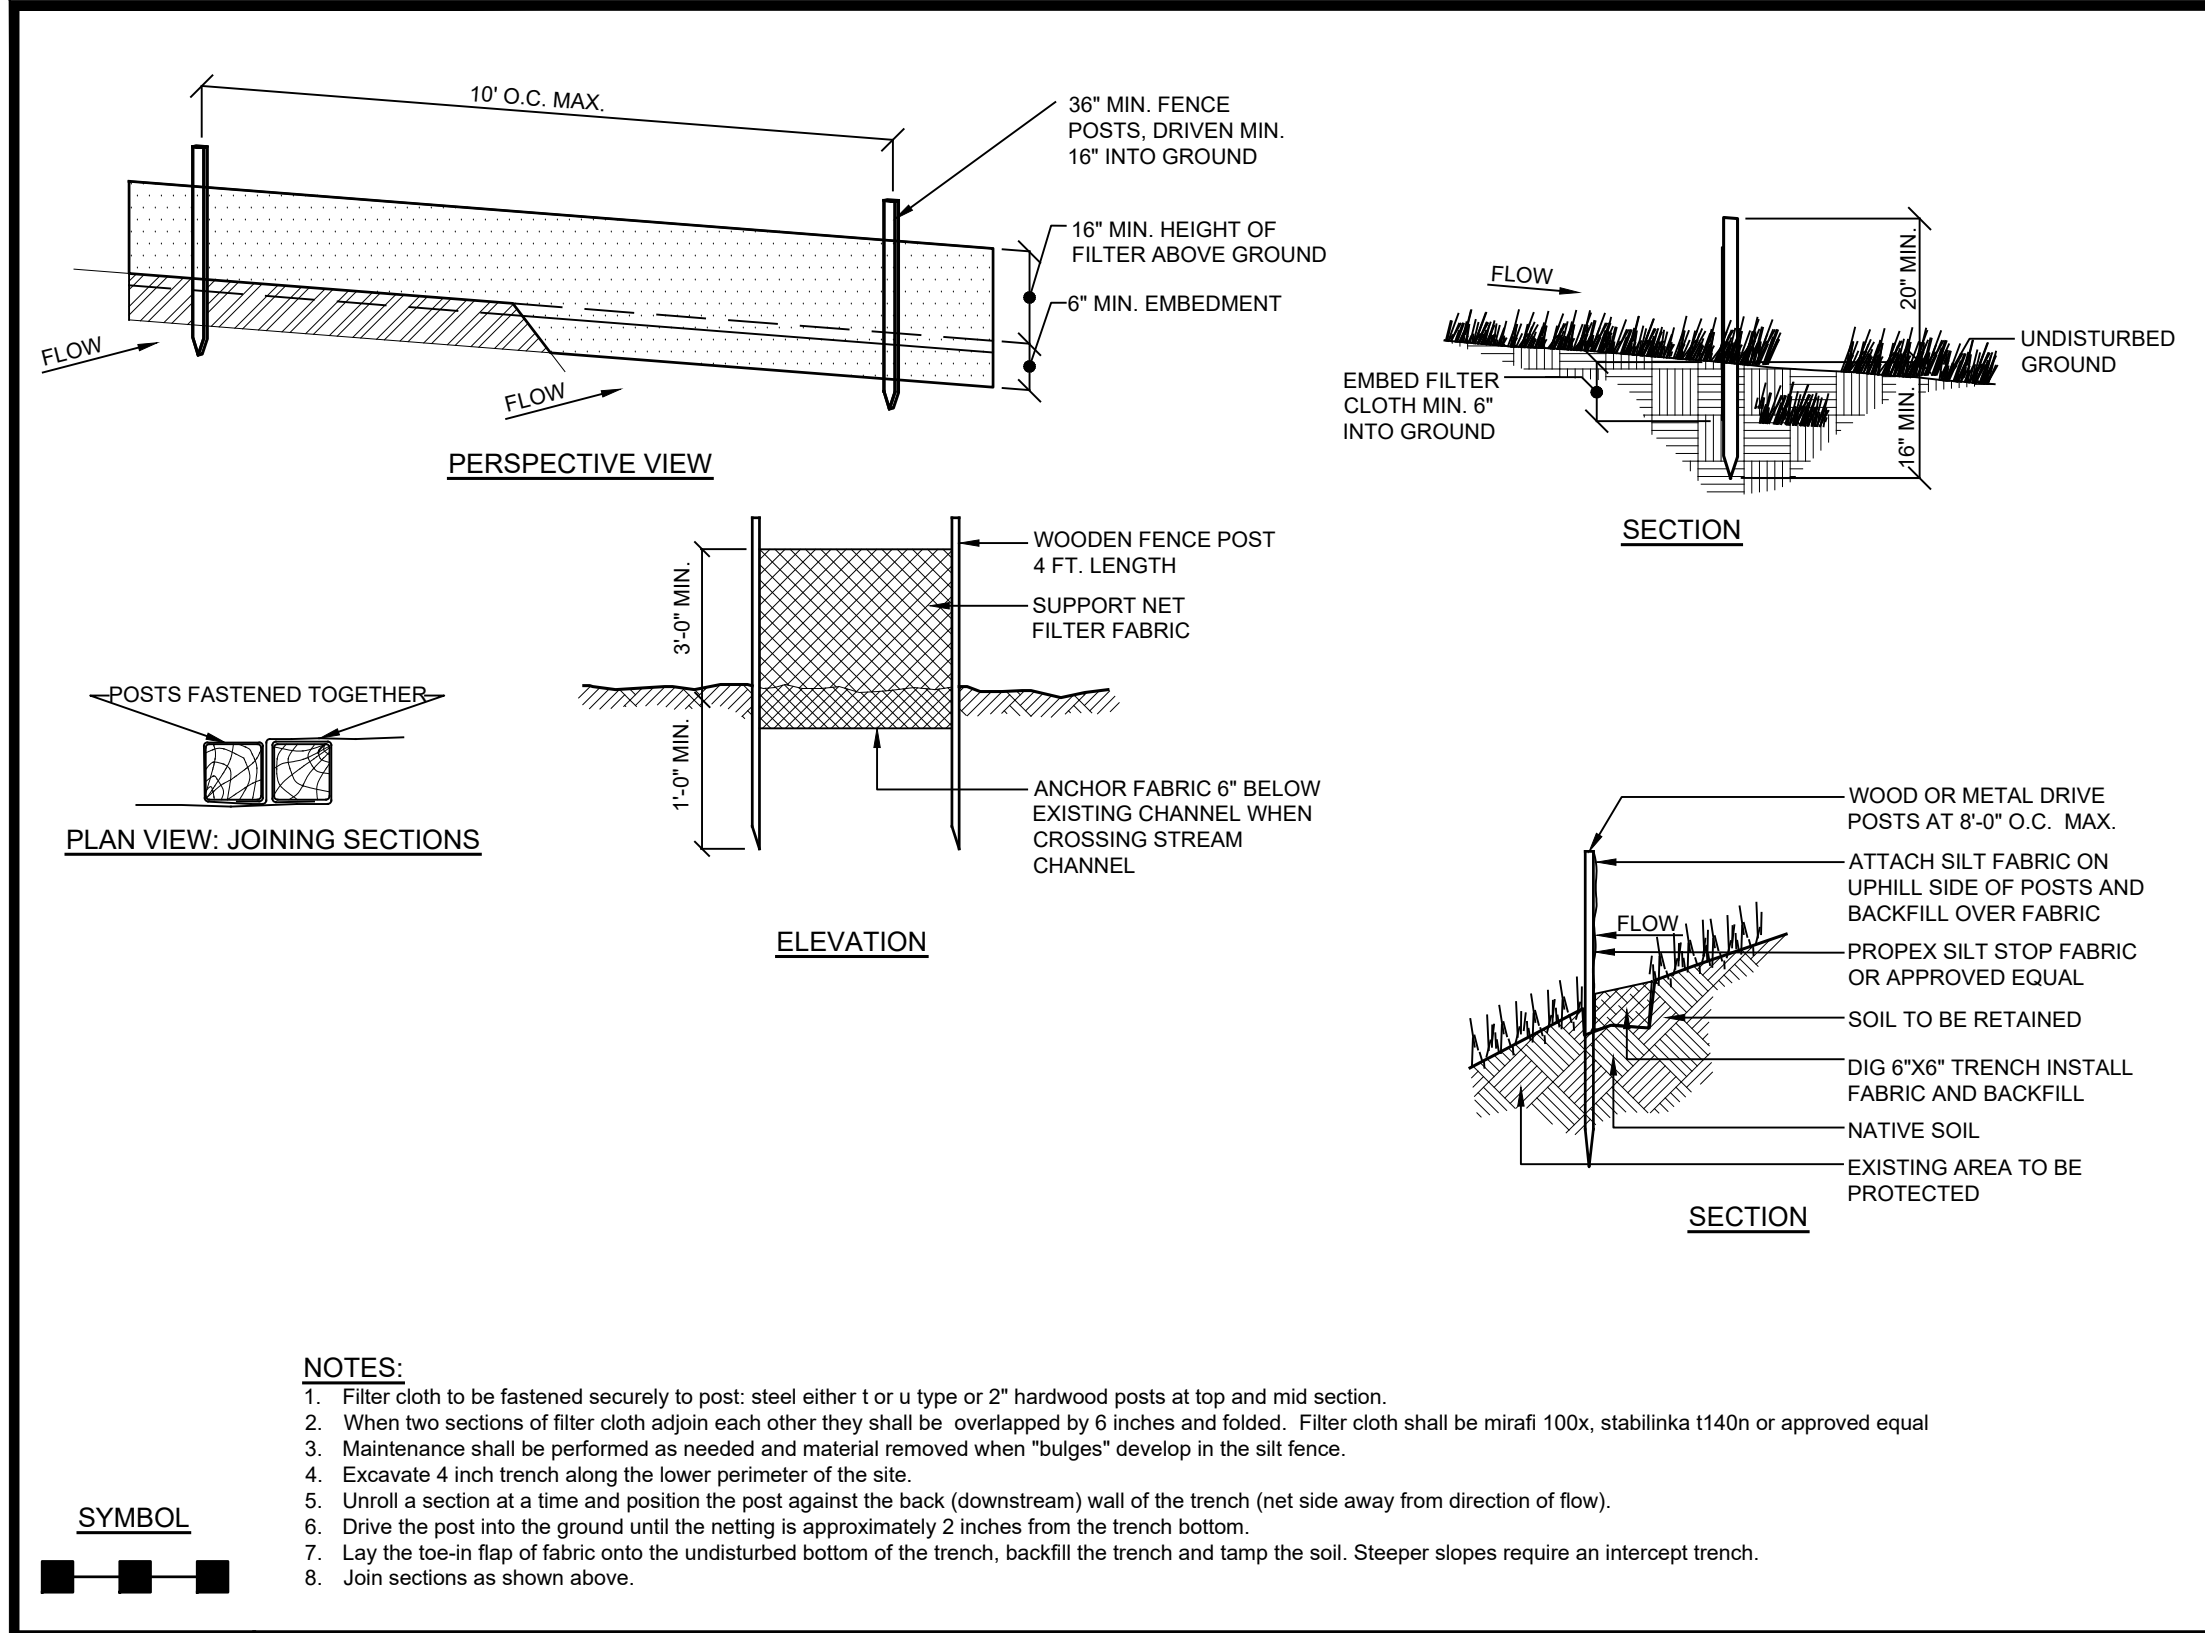 10' O.C. MAX.
36" MIN. FENCE
POSTS, DRIVEN MIN.
16" INTO GROUND
16" MIN. HEIGHT OF
FILTER ABOVE GROUND
6" MIN. EMBEDMENT
FLOW
FLOW
PERSPECTIVE VIEW
FLOW
20" MIN.
UNDISTURBED
GROUND
EMBED FILTER
CLOTH MIN. 6"
INTO GROUND
16" MIN.
SECTION
WOODEN FENCE POST
4 FT. LENGTH
SUPPORT NET
FILTER FABRIC
3'-0" MIN.
1'-0" MIN.
ANCHOR FABRIC 6" BELOW
EXISTING CHANNEL WHEN
CROSSING STREAM
CHANNEL
ELEVATION
POSTS FASTENED TOGETHER
PLAN VIEW: JOINING SECTIONS
WOOD OR METAL DRIVE
POSTS AT 8'-0" O.C. MAX.
ATTACH SILT FABRIC ON
UPHILL SIDE OF POSTS AND
BACKFILL OVER FABRIC
FLOW
PROPEX SILT STOP FABRIC
OR APPROVED EQUAL
SOIL TO BE RETAINED
DIG 6"X6" TRENCH INSTALL
FABRIC AND BACKFILL
NATIVE SOIL
EXISTING AREA TO BE
PROTECTED
SECTION
NOTES:
1. Filter cloth to be fastened securely to post: steel either t or u type or 2" hardwood posts at top and mid section.
2. When two sections of filter cloth adjoin each other they shall be overlapped by 6 inches and folded. Filter cloth shall be mirafi 100x, stabilinka t140n or approved equal
3. Maintenance shall be performed as needed and material removed when "bulges" develop in the silt fence.
4. Excavate 4 inch trench along the lower perimeter of the site.
5. Unroll a section at a time and position the post against the back (downstream) wall of the trench (net side away from direction of flow).
6. Drive the post into the ground until the netting is approximately 2 inches from the trench bottom.
7. Lay the toe-in flap of fabric onto the undisturbed bottom of the trench, backfill the trench and tamp the soil. Steeper slopes require an intercept trench.
8. Join sections as shown above.
SYMBOL